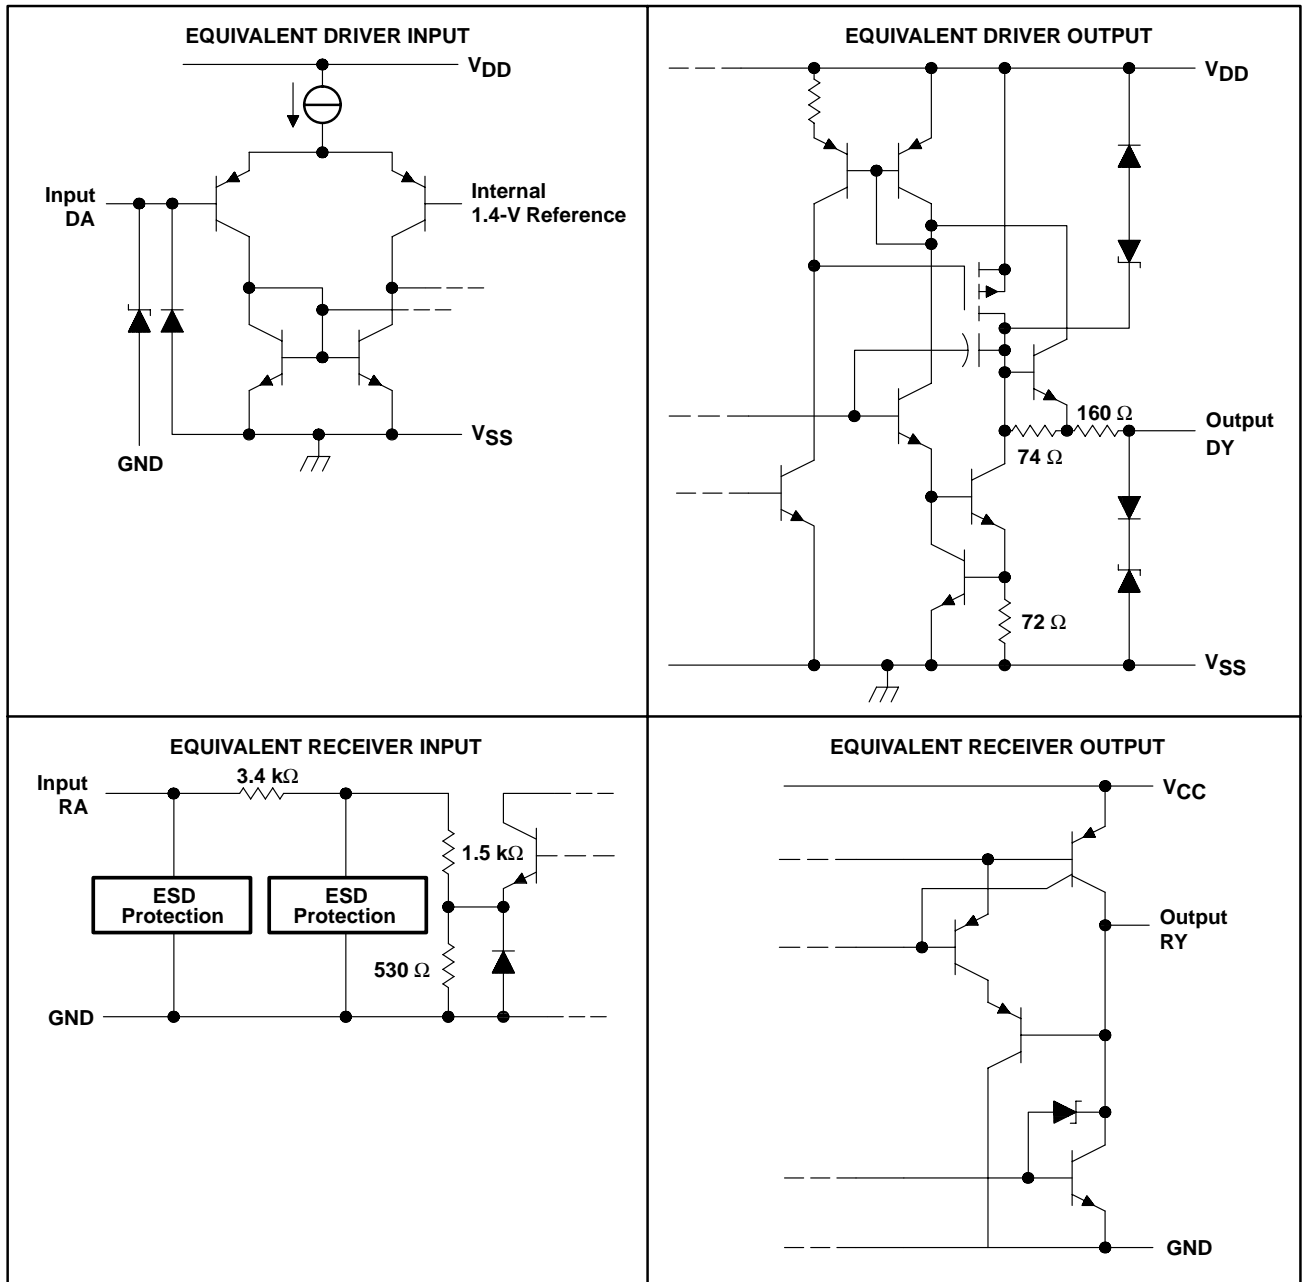 EQUIVALENT DRIVER INPUT
VDD
Input
DA
Internal
1.4-V Reference
VSS
GND
EQUIVALENT DRIVER OUTPUT
VDD
160 Ω
Output
DY
74 Ω
72 Ω
VSS
EQUIVALENT RECEIVER INPUT
3.4 kΩ
Input
RA
1.5 kΩ
ESD
Protection
ESD
Protection
530 Ω
GND
EQUIVALENT RECEIVER OUTPUT
VCC
Output
RY
GND